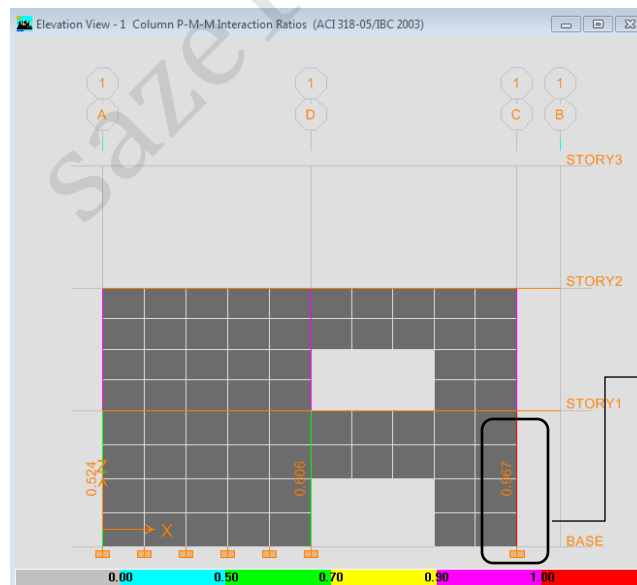 Elevation View - 1 Column P-M-M Interaction Ratios (ACI 318-05/IBC 2003)
1 1 1 1
A D C B
STORY3
STORY2
STORY1
0.524 Z 0.606 0.967
X
BASE
0.00 0.50 0.70 0.90 1.00